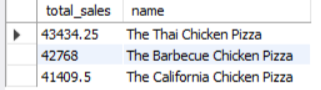 total_sales name
43434.25 The Thai Chicken Pizza
42768 The Barbecue Chicken Pizza
41409.5 The California Chicken Pizza